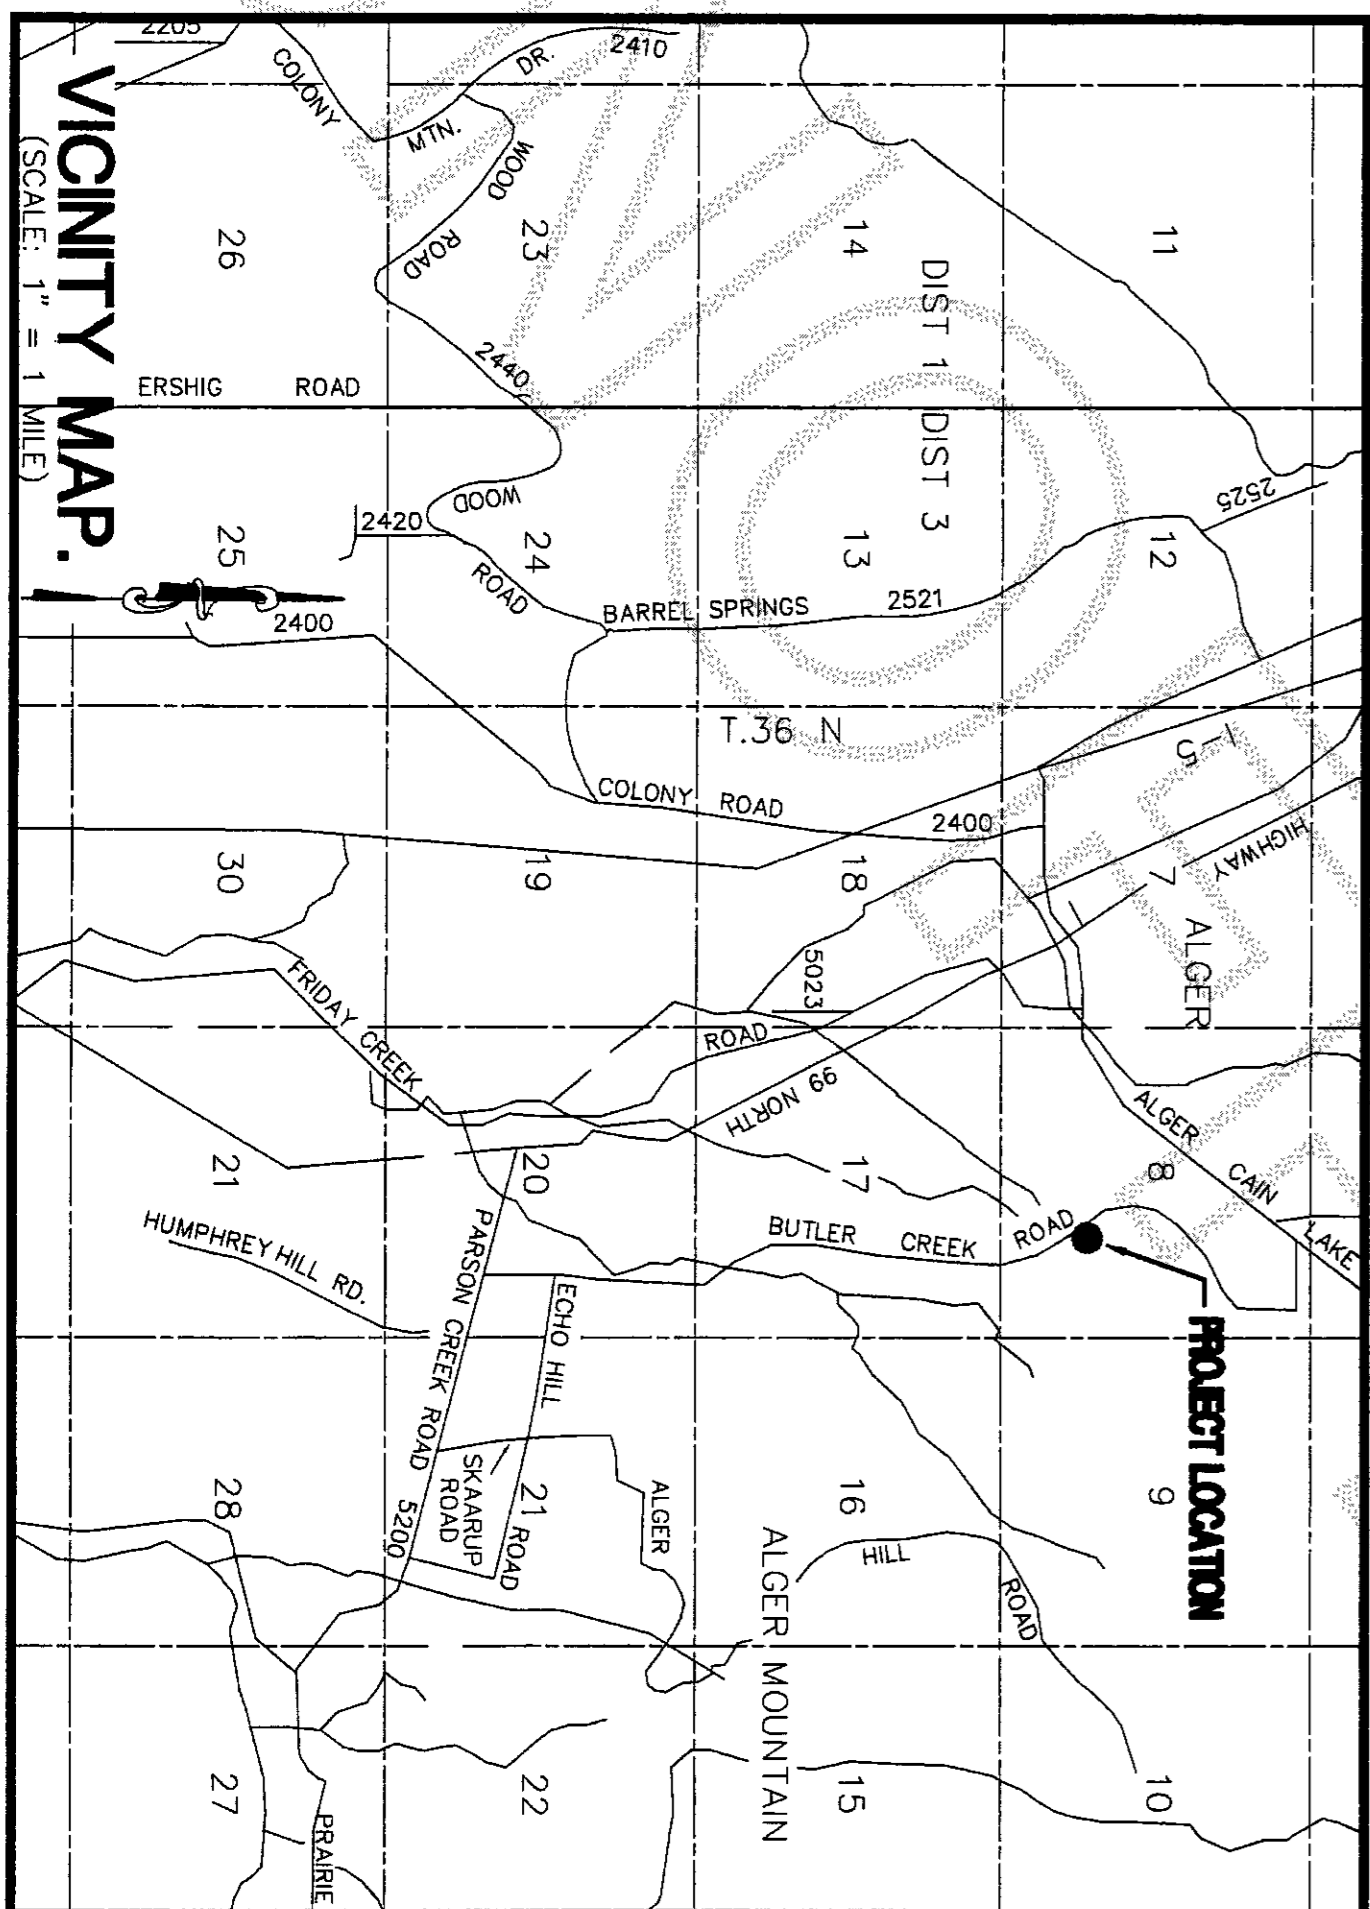 VICINITY MAP.
(SCALE: 1" = 1 MILE)
11
12
7
ALGER
8
9
10
PROJECT LOCATION
DIST 1
DIST 3
14
13
18
17
16
15
T.36 N
ALGER MOUNTAIN
23
24
19
20
21
22
26
25
30
21
28
27
2205
COLONY
MTN.
DR.
2410
WOOD
ROAD
2440
WOOD
ROAD
2420
ERSHIG ROAD
2400
BARREL SPRINGS 2521
2525
COLONY ROAD 2400
I-5
HIGHWAY
99 NORTH
5023
ROAD
FRIDAY CREEK
ALGER
CAIN
LAKE
BUTLER CREEK ROAD
HUMPHREY HILL RD.
PARSON CREEK ROAD 5200
ECHO HILL
ROAD
SKAARUP
ROAD
ALGER
HILL
ROAD
PRAIRIE